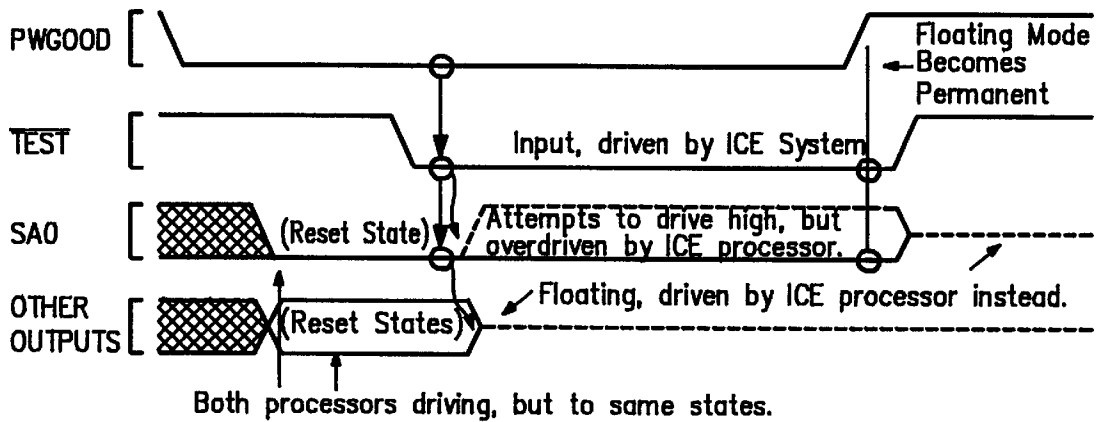 PWGOOD
Floating Mode
Becomes
Permanent
TEST
Input, driven by ICE System
SA0
(Reset State)
Attempts to drive high, but
overdriven by ICE processor.
Floating, driven by ICE processor instead.
OTHER
OUTPUTS
(Reset States)
Both processors driving, but to same states.